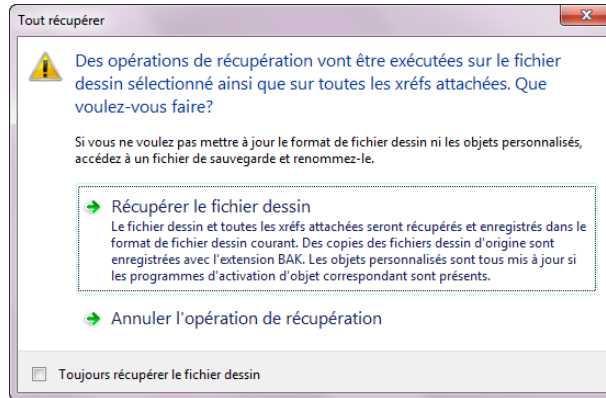 Tout récupérer
Des opérations de récupération vont être exécutées sur le fichier
dessin sélectionné ainsi que sur toutes les xréfs attachées. Que
voulez-vous faire?
Si vous ne voulez pas mettre à jour le format de fichier dessin ni les objets personnalisés,
accédez à un fichier de sauvegarde et renommez-le.
Récupérer le fichier dessin
Le fichier dessin et toutes les xréfs attachées seront récupérés et enregistrés dans le
format de fichier dessin courant. Des copies des fichiers dessin d'origine sont
enregistrées avec l'extension BAK. Les objets personnalisés sont tous mis à jour si
les programmes d'activation d'objet correspondant sont présents.
Annuler l'opération de récupération
Toujours récupérer le fichier dessin